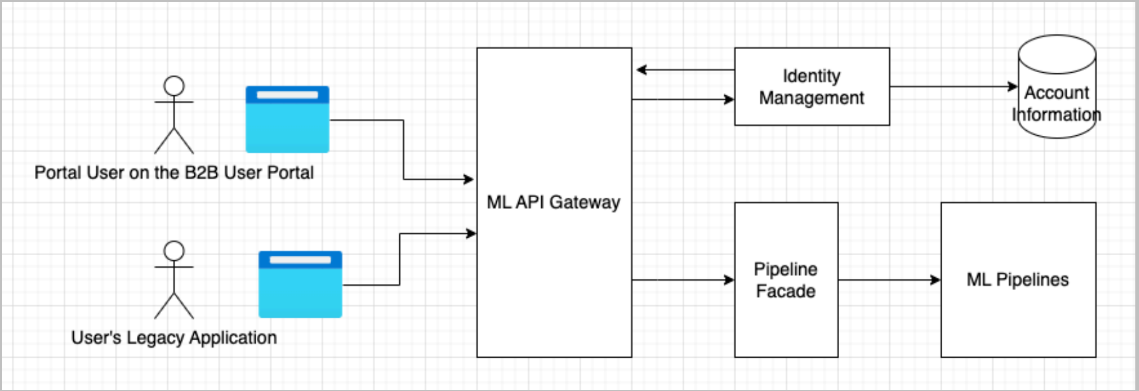 Portal User on the B2B User Portal
User's Legacy Application
ML API Gateway
Identity
Management
Account
Information
Pipeline
Facade
ML Pipelines